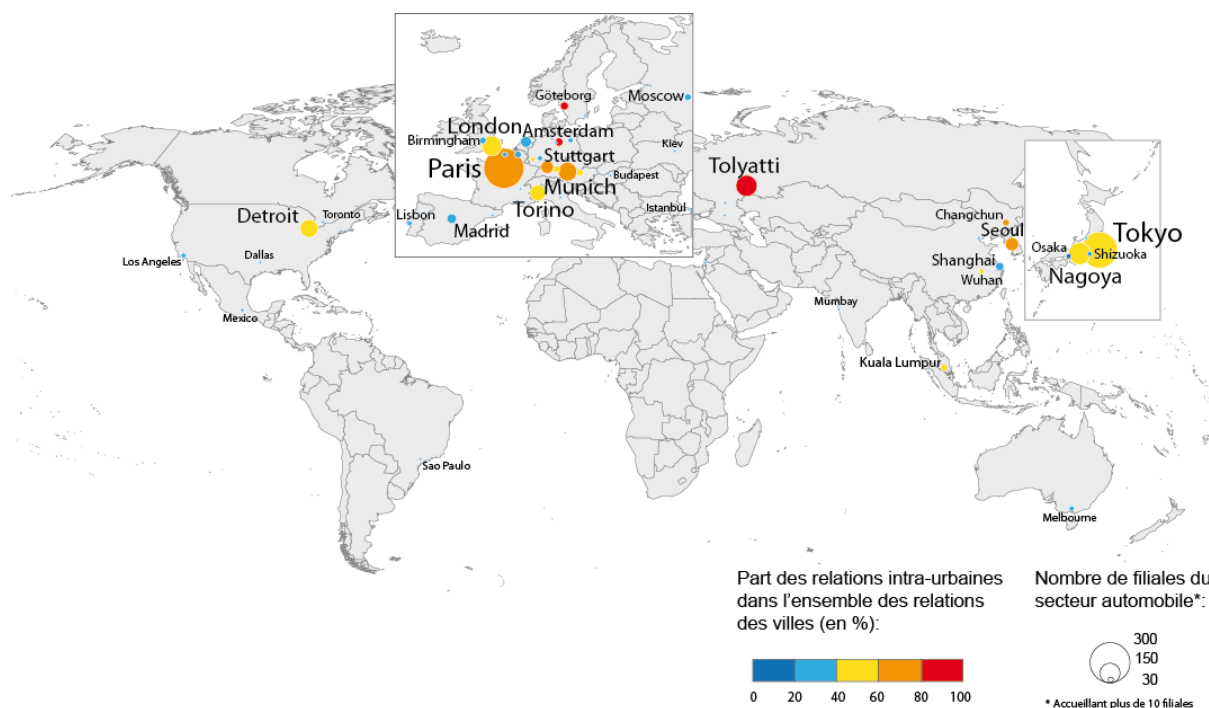 Göteborg
Moscow
London
Amsterdam
Birmingham
Kiev
Stuttgart
Paris
Tolyatti
Budapest
Munich
Torino
Lisbon
Istanbul
Madrid
Detroit
Toronto
Los Angeles
Dallas
Mexico
Changchun
Seoul
Tokyo
Osaka
Shizuoka
Shanghai
Nagoya
Wuhan
Mumbay
Kuala Lumpur
Sao Paulo
Melbourne
Part des relations intra-urbaines
dans l'ensemble des relations
des villes (en %):
0 20 40 60 80 100
Nombre de filiales du
secteur automobile*:
300
150
30
* Accueillant plus de 10 filiales